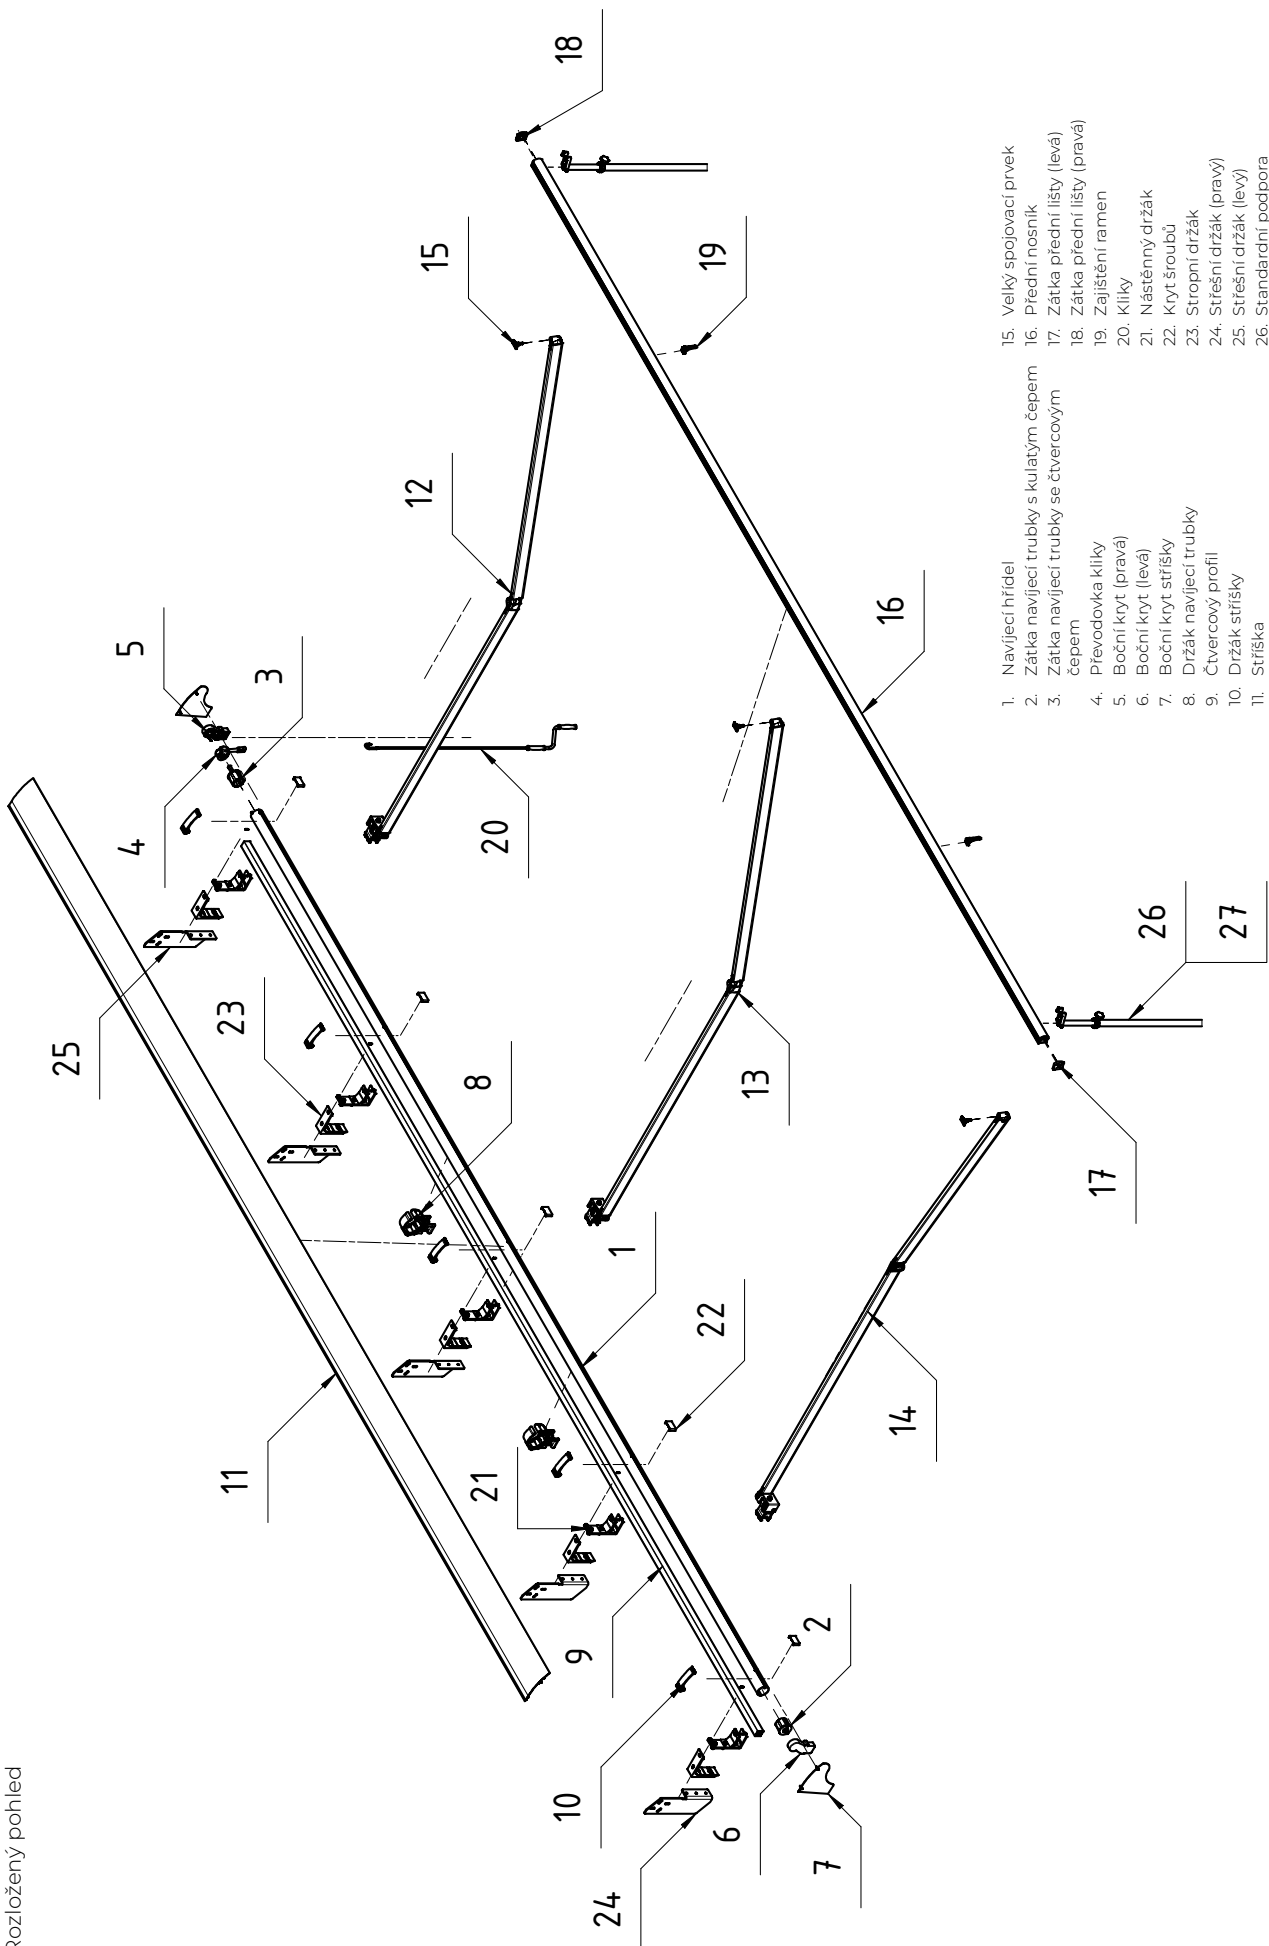 Rozložený pohled
25
5
4
11
23
3
12
15
8
21
20
10
18
9
24
1
22
19
6
13
2
7
16
14
17
26
27
1. Navíjecí hřídel
2. Zátka navíjecí trubky s kulatým čepem
3. Zátka navíjecí trubky se čtvercovým
čepem
4. Převodovka kliky
5. Boční kryt (pravá)
6. Boční kryt (levá)
7. Boční kryt stříšky
8. Držák navíjecí trubky
9. Čtvercový profil
10. Držák stříšky
11. Stříška
15. Velký spojovací prvek
16. Přední nosník
17. Zátka přední lišty (levá)
18. Zátka přední lišty (pravá)
19. Zajištění ramen
20. Kliky
21. Nástěnný držák
22. Kryt šroubů
23. Stropní držák
24. Střešní držák (pravý)
25. Střešní držák (levý)
26. Standardní podpora